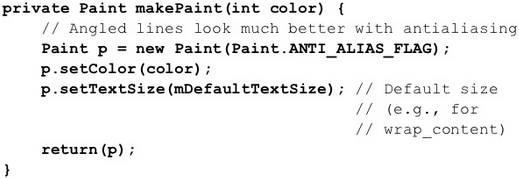 private Paint makePaint(int color) {
    // Angled lines look much better with antialiasing
    Paint p = new Paint(Paint.ANTI_ALIAS_FLAG);
    p.setColor(color);
    p.setTextSize(mDefaultTextSize); // Default size
                                     // (e.g., for
                                     // wrap_content)
    return(p);
}